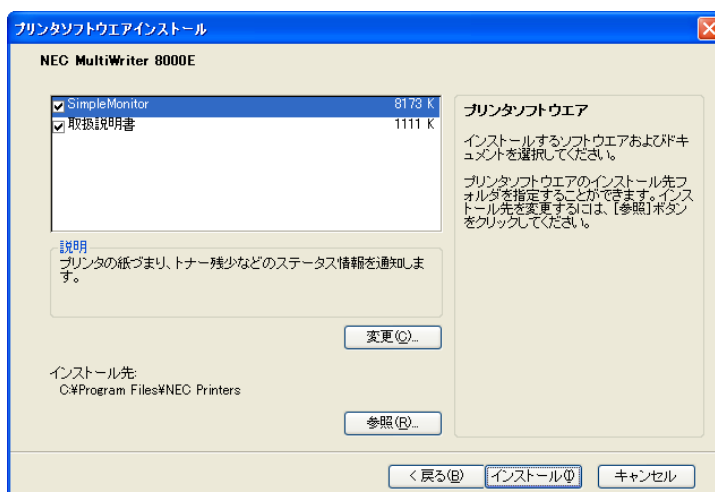 プリンタソフトウエアインストール
NEC MultiWriter 8000E
SimpleMonitor 8173 K
取扱説明書 1111 K
説明
プリンタの紙づまり、トナー残少などのステータス情報を通知しま
す。
変更(C)...
インストール先:
C:¥Program Files¥NEC Printers
参照(R)...
プリンタソフトウエア
インストールするソフトウエアおよびドキ
ュメントを選択してください。
プリンタソフトウエアのインストール先フ
ォルダを指定することができます。インス
トール先を変更するには、[参照]ボタン
をクリックしてください。
< 戻る(B)
インストール(I)
キャンセル